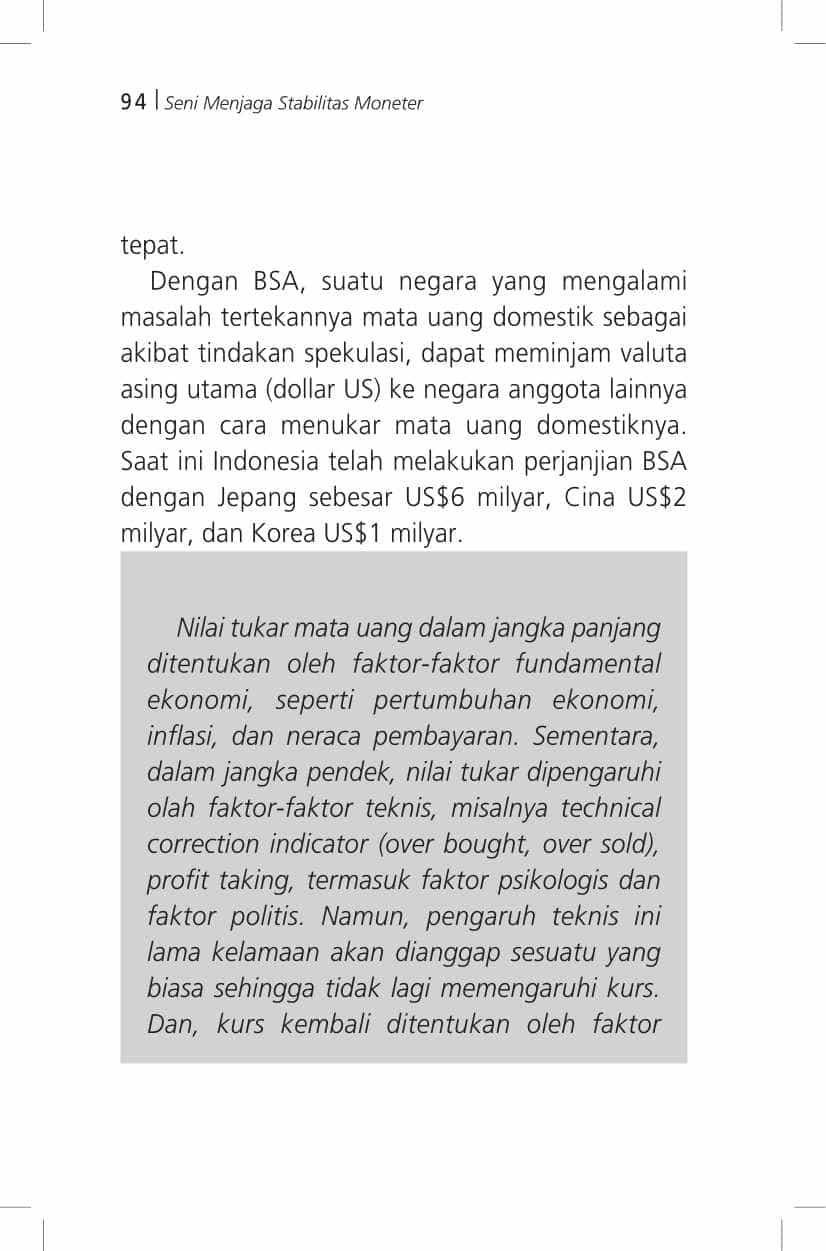 94 | Seni Menjaga Stabilitas Moneter
tepat.
Dengan BSA, suatu negara yang mengalami
masalah tertekannya mata uang domestik sebagai
akibat tindakan spekulasi, dapat meminjam valuta
asing utama (dollar US) ke negara anggota lainnya
dengan cara menukar mata uang domestiknya.
Saat ini Indonesia telah melakukan perjanjian BSA
dengan Jepang sebesar US$6 milyar, Cina US$2
milyar, dan Korea US$1 milyar.
Nilai tukar mata uang dalam jangka panjang
ditentukan oleh faktor-faktor fundamental
ekonomi, seperti pertumbuhan ekonomi,
inflasi, dan neraca pembayaran. Sementara,
dalam jangka pendek, nilai tukar dipengaruhi
olah faktor-faktor teknis, misalnya technical
correction indicator (over bought, over sold),
profit taking, termasuk faktor psikologis dan
faktor politis. Namun, pengaruh teknis ini
lama kelamaan akan dianggap sesuatu yang
biasa sehingga tidak lagi memengaruhi kurs.
Dan, kurs kembali ditentukan oleh faktor